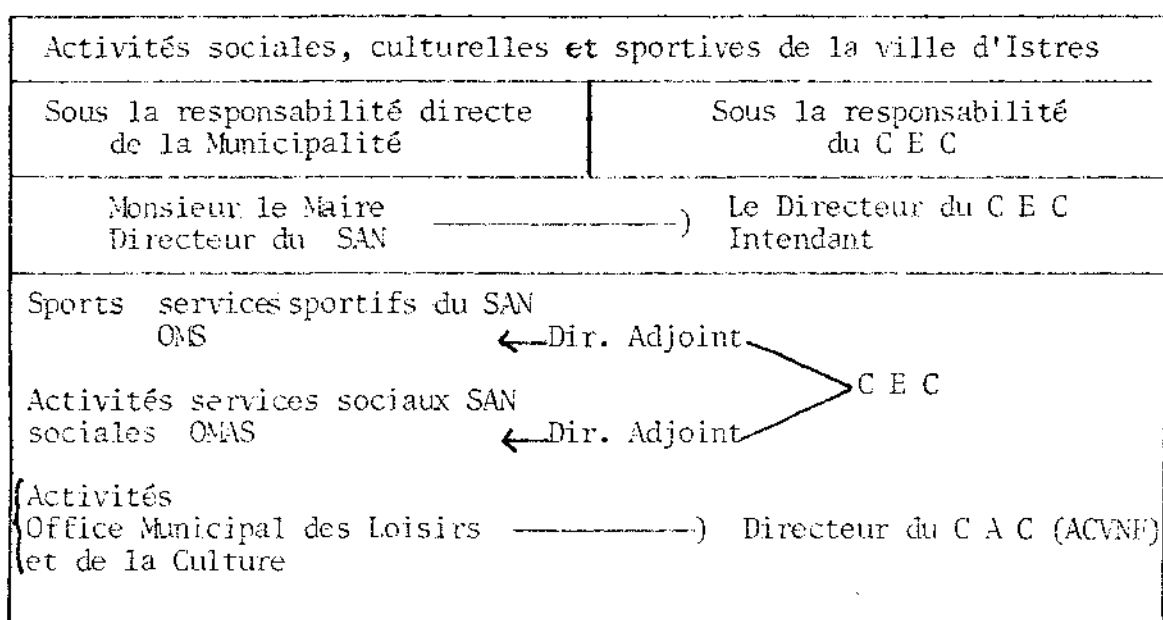 Activités sociales, culturelles et sportives de la ville d'Istres
Sous la responsabilité directe
de la Municipalité
Sous la responsabilité
du C E C
Monsieur le Maire
Directeur du SAN
Le Directeur du C E C
Intendant
Sports services sportifs du SAN
OMS
Dir. Adjoint
C E C
Activités services sociaux SAN
sociales OMAS
Dir. Adjoint
Activités
Office Municipal des Loisirs
et de la Culture
Directeur du C A C (ACVNF)